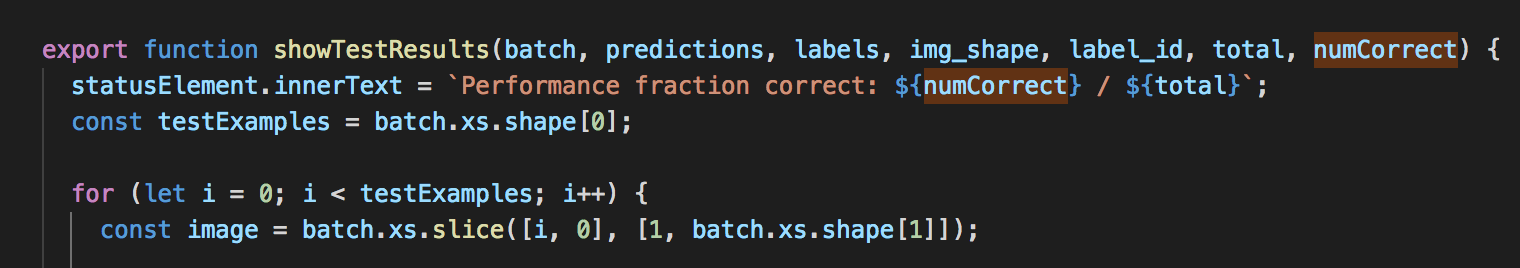 export function showTestResults(batch, predictions, labels, img_shape, label_id, total, numCorrect) {
statusElement.innerText = `Performance fraction correct: ${numCorrect} / ${total}`;
const testExamples = batch.xs.shape[0];
for (let i = 0; i < testExamples; i++) {
const image = batch.xs.slice([i, 0], [1, batch.xs.shape[1]]);